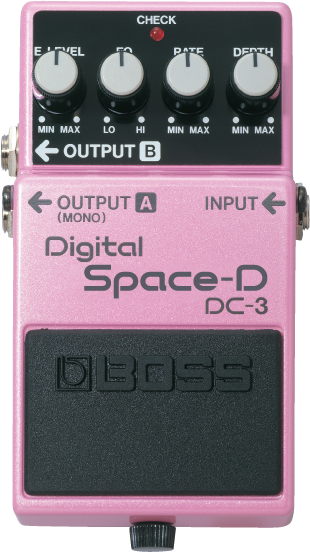 CHECK
E.LEVEL EQ RATE DEPTH
MIN MAX LO HI MIN MAX MIN MAX
OUTPUT B
OUTPUT A INPUT
(MONO)
Digital
Space-D
DC-3
BOSS